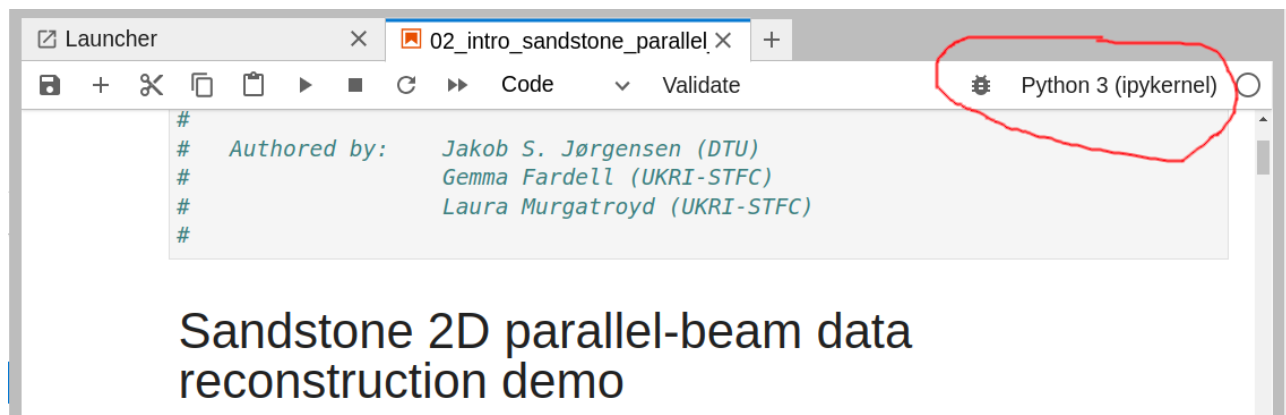 Launcher
02_intro_sandstone_parallel
Code Validate Python 3 (ipykernel)
#
# Authored by: Jakob S. Jørgensen (DTU)
# Gemma Fardell (UKRI-STFC)
# Laura Murgatroyd (UKRI-STFC)
#
Sandstone 2D parallel-beam data
reconstruction demo